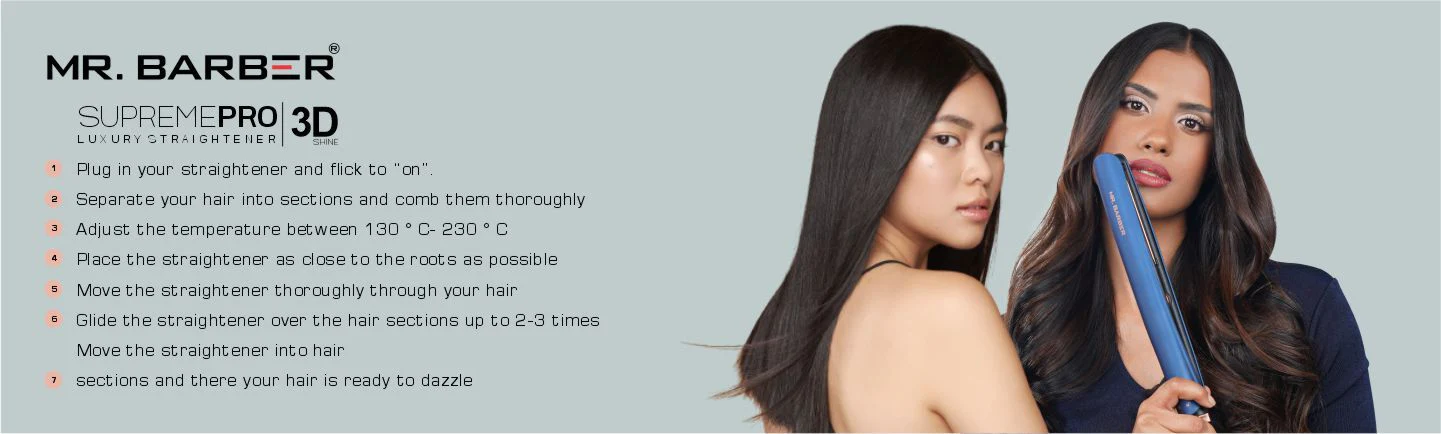 MR. BARBER®
SUPREMEPRO
LUXURY STRAIGHTENER
3D
SHINE
1 Plug in your straightener and flick to "on".
2 Separate your hair into sections and comb them thoroughly
3 Adjust the temperature between 130 ° C- 230 ° C
4 Place the straightener as close to the roots as possible
5 Move the straightener thoroughly through your hair
6 Glide the straightener over the hair sections up to 2-3 times
Move the straightener into hair
7 sections and there your hair is ready to dazzle
MR. BARBER